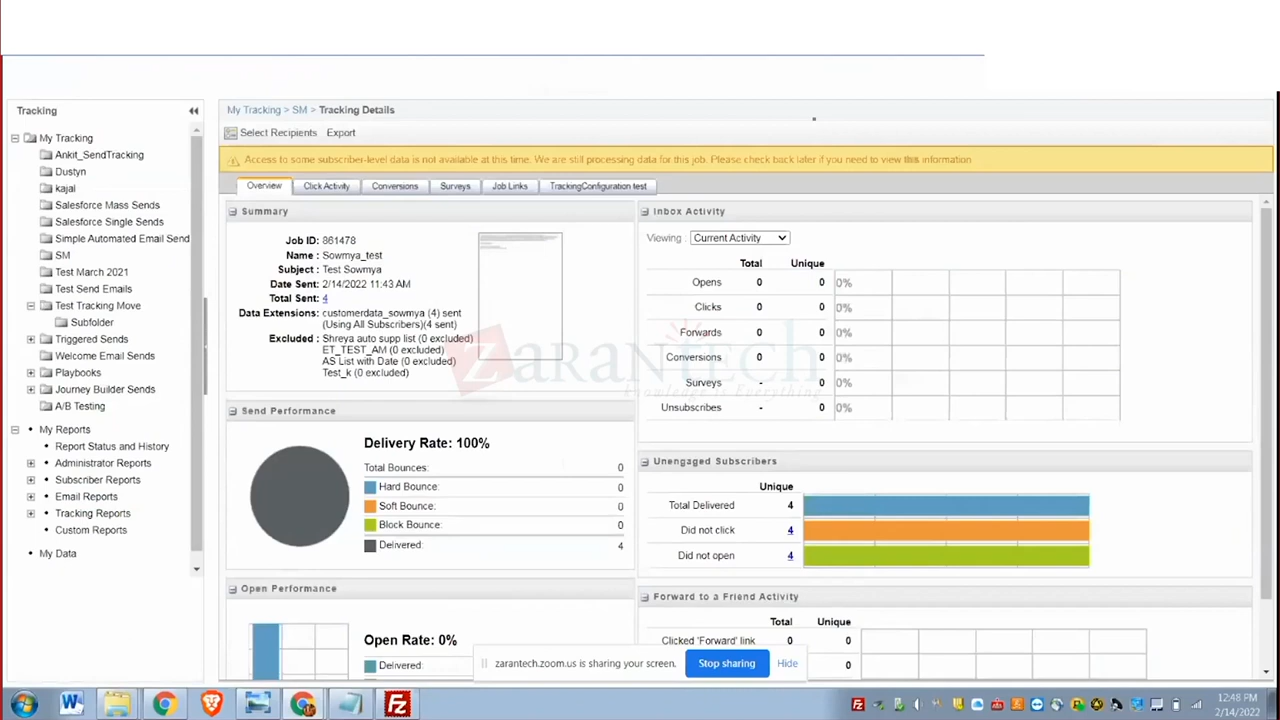 Tracking
My Tracking
Ankit_SendTracking
Dustyn
kajal
Salesforce Mass Sends
Salesforce Single Sends
Simple Automated Email Send
SM
Test March 2021
Test Send Emails
Test Tracking Move
Subfolder
Triggered Sends
Welcome Email Sends
Playbooks
Journey Builder Sends
A/B Testing
My Reports
Report Status and History
Administrator Reports
Subscriber Reports
Email Reports
Tracking Reports
Custom Reports
My Data
My Tracking > SM > Tracking Details
Select Recipients Export
Access to some subscriber-level data is not available at this time. We are still processing data for this job. Please check back later if you need to view this information
Overview Click Activity Conversions Surveys Job Links TrackingConfiguration test
Summary
Job ID: 861478
Name : Sowmya_test
Subject : Test Sowmya
Date Sent: 2/14/2022 11:43 AM
Total Sent: 4
Data Extensions: customerdata_sowmya (4) sent
(Using All Subscribers)(4 sent)
Excluded: Shreya auto supp list (0 excluded)
ET_TEST_AM (0 excluded)
AS List with Date (0 excluded)
Test_k (0 excluded)
Send Performance
Delivery Rate: 100%
Total Bounces: 0
Hard Bounce: 0
Soft Bounce: 0
Block Bounce: 0
Delivered: 4
Open Performance
Open Rate: 0%
Delivered:
Inbox Activity
Viewing : Current Activity
Total Unique
Opens 0 0 0%
Clicks 0 0 0%
Forwards 0 0 0%
Conversions 0 0 0%
Surveys - 0 0%
Unsubscribes - 0 0%
Unengaged Subscribers
Unique
Total Delivered 4
Did not click 4
Did not open 4
Forward to a Friend Activity
Total Unique
Clicked 'Forward' link 0 0
0
ZARANTECH
Knowledge is Everything
zarantech.zoom.us is sharing your screen. Stop sharing Hide
12:48 PM
2/14/2022